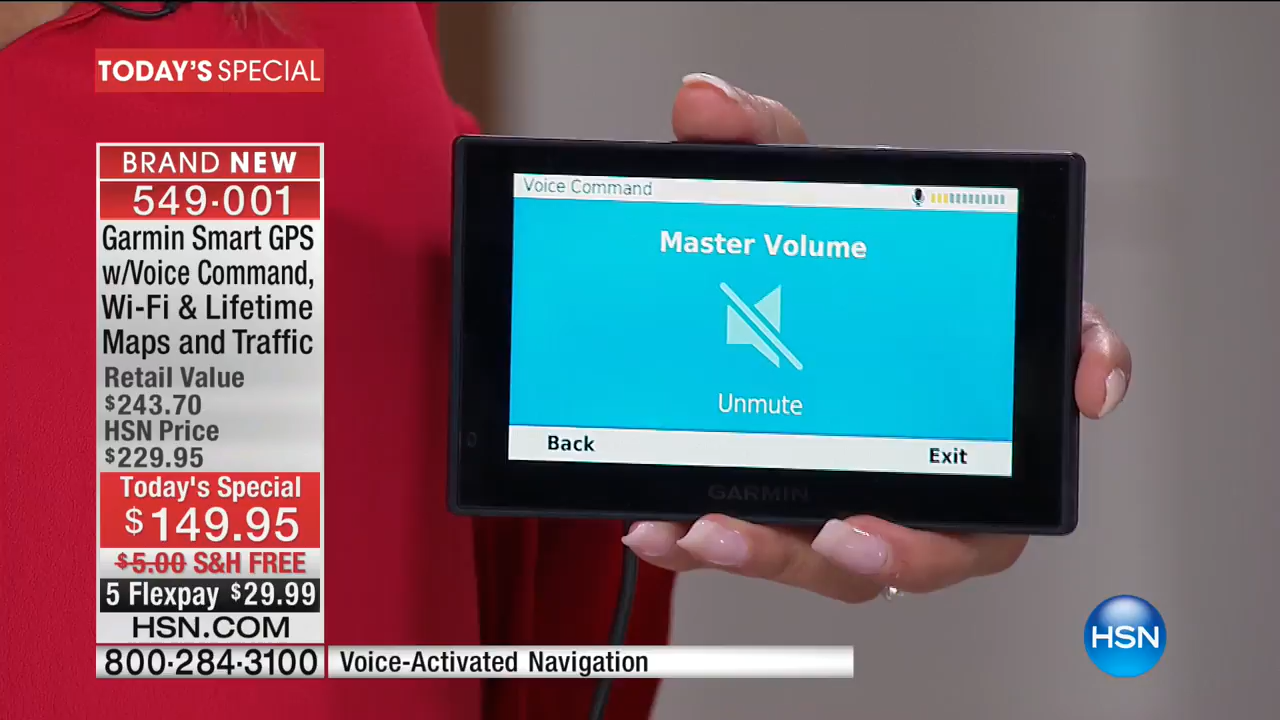 TODAY'S SPECIAL
BRAND NEW
549·001
Garmin Smart GPS
w/Voice Command,
Wi-Fi & Lifetime
Maps and Traffic
Retail Value
$243.70
HSN Price
$229.95
Today's Special
$149.95
$5.00 S&H FREE
5 Flexpay $29.99
HSN.COM
800·284·3100
Voice-Activated Navigation
Voice Command
Master Volume
Unmute
Back
Exit
GARMIN
HSN